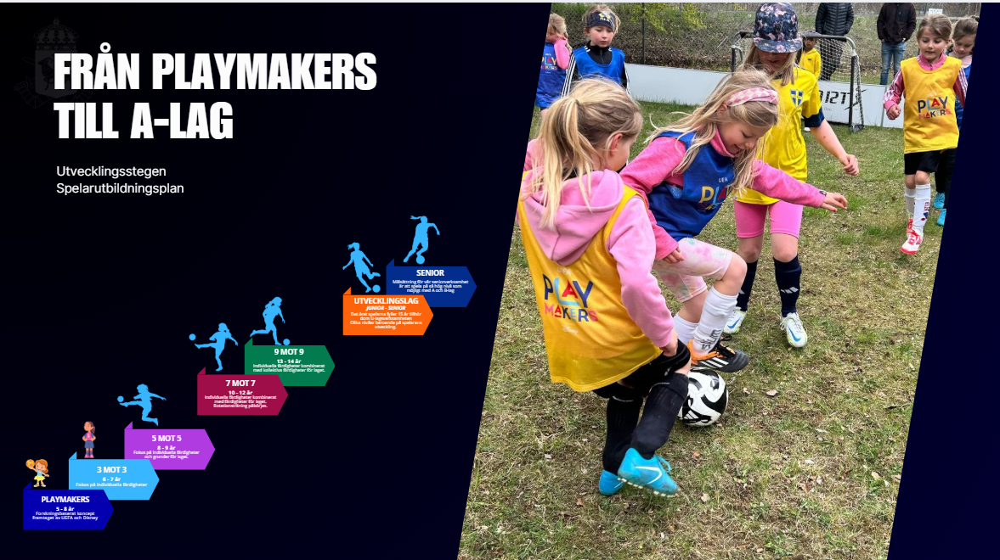 FRÅN PLAYMAKERS
TILL A-LAG
Utvecklingsstegen
Spelarutbildningsplan
SENIOR
Målsättning för vår seniorverksamhet
är att spela på så hög nivå som
möjligt med A och B-lag
UTVECKLINGSLAG
JUNIOR - SENIOR
Det året spelarna fyller 15 år tillhör
dom U-lagsverksamheten
Olika nivåer beroende på spelarens
utveckling.
9 MOT 9
13 - 14 år
Individuella färdigheter kombinerat
med kollektiva färdigheter för laget.
7 MOT 7
10 - 12 år
Individuella färdigheter kombinerat
med färdigheter för laget.
Rotationsträning påbörjas.
5 MOT 5
8 - 9 år
Fokus på individuella färdigheter
och grunder för laget.
3 MOT 3
6 - 7 år
Fokus på individuella färdigheter
PLAYMAKERS
5 - 8 år
Forskningsbaserat koncept
framtaget av UEFA och Disney
PLAY
MAKERS
UEFA
PL
PLAY
MAKERS